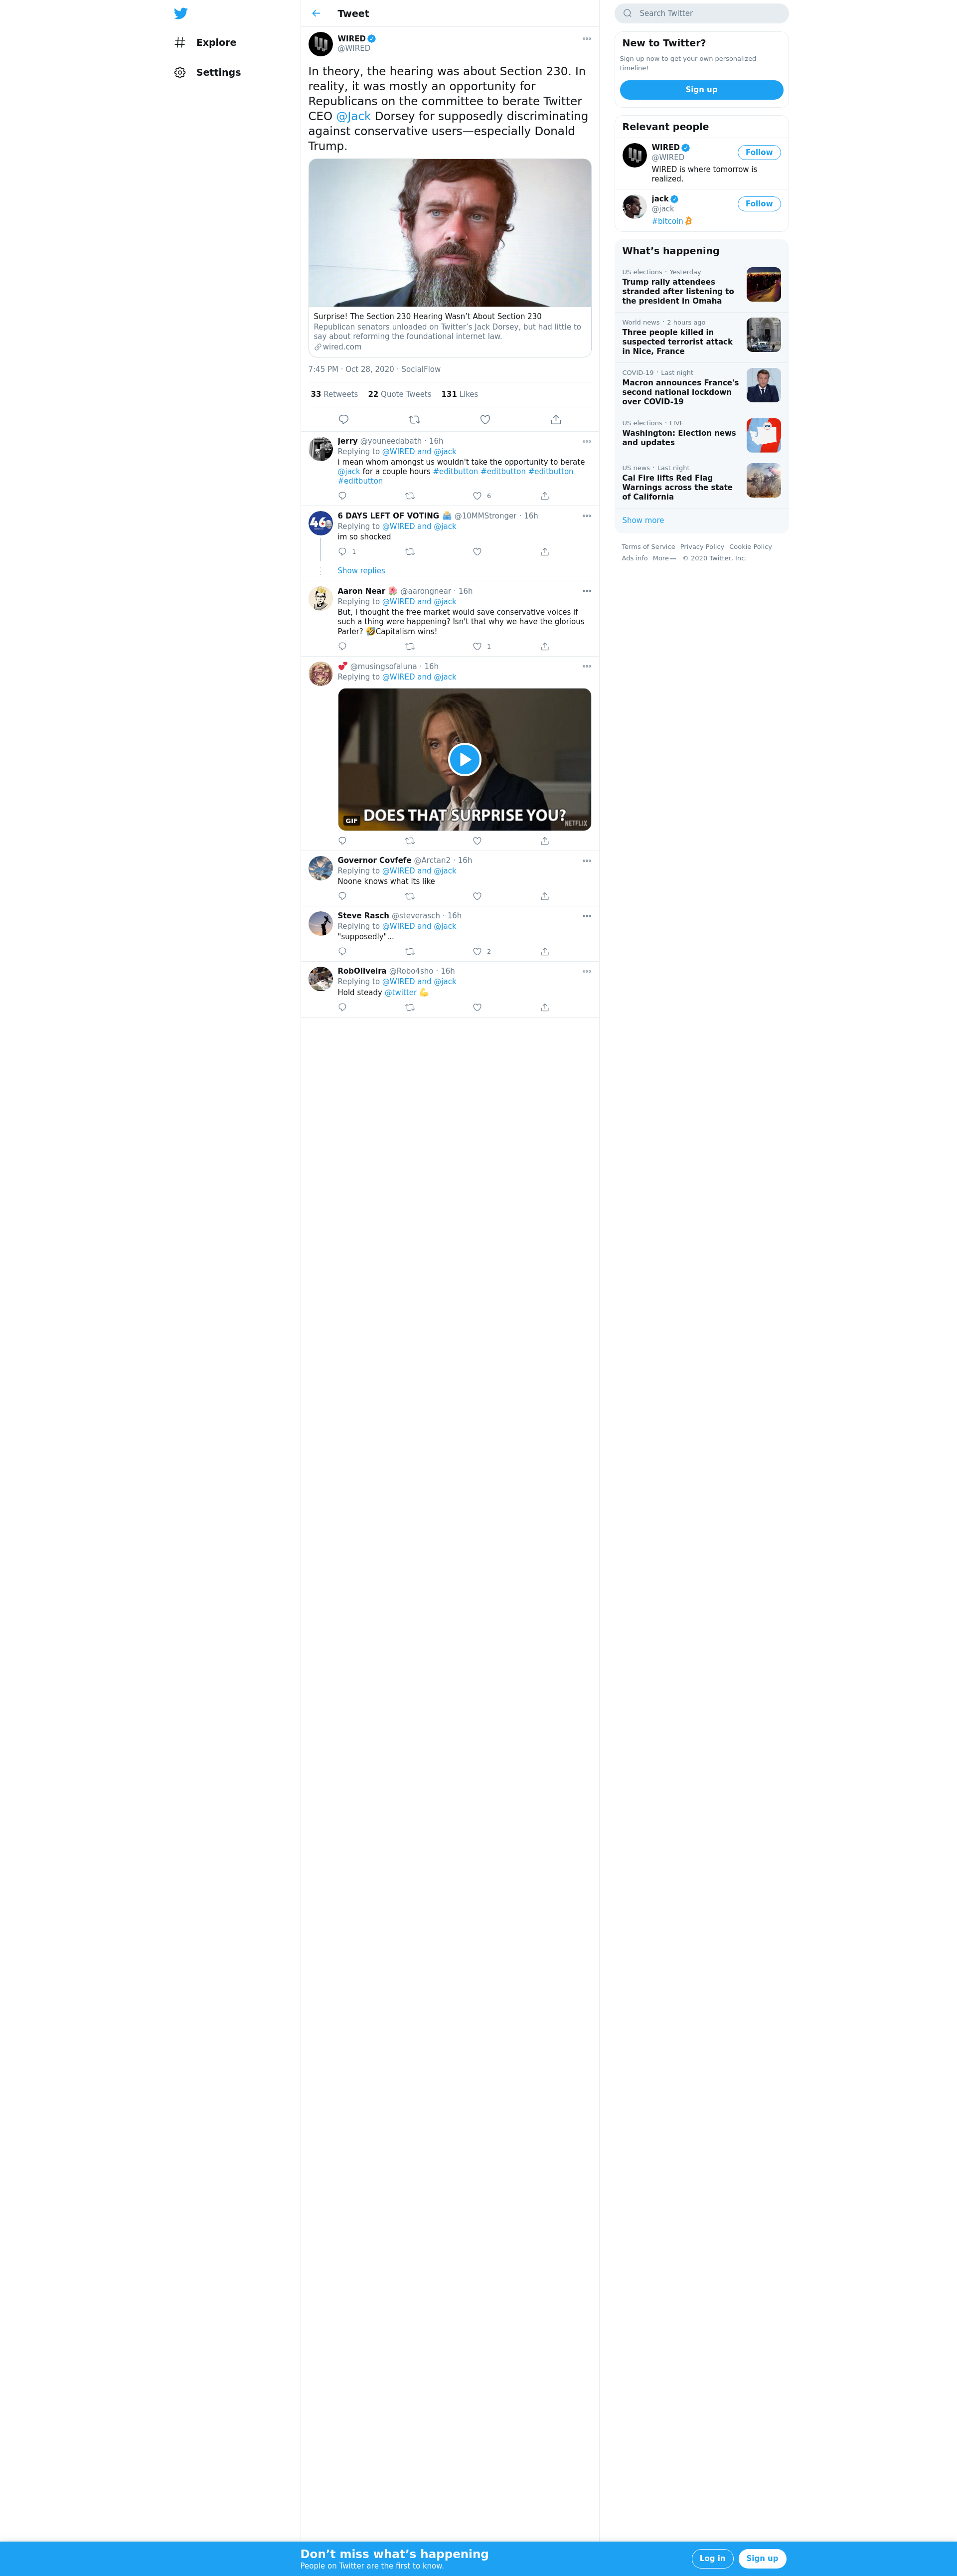 Explore
Settings
Tweet
WIRED
@WIRED
In theory, the hearing was about Section 230. In
reality, it was mostly an opportunity for
Republicans on the committee to berate Twitter
CEO @Jack Dorsey for supposedly discriminating
against conservative users—especially Donald
Trump.
Surprise! The Section 230 Hearing Wasn’t About Section 230
Republican senators unloaded on Twitter’s Jack Dorsey, but had little to
say about reforming the foundational internet law.
wired.com
7:45 PM · Oct 28, 2020 · SocialFlow
33 Retweets 22 Quote Tweets 131 Likes
Jerry @youneedabath · 16h
Replying to @WIRED and @jack
i mean whom amongst us wouldn't take the opportunity to berate
@jack for a couple hours #editbutton #editbutton #editbutton
#editbutton
6
46
6 DAYS LEFT OF VOTING @10MMStronger · 16h
Replying to @WIRED and @jack
im so shocked
1
Show replies
Aaron Near @aarongnear · 16h
Replying to @WIRED and @jack
But, I thought the free market would save conservative voices if
such a thing were happening? Isn't that why we have the glorious
Parler? 🤣Capitalism wins!
1
💕 @musingsofaluna · 16h
Replying to @WIRED and @jack
DOES THAT SURPRISE YOU?
GIF
NETFLIX
Governor Covfefe @Arctan2 · 16h
Replying to @WIRED and @jack
Noone knows what its like
Steve Rasch @steverasch · 16h
Replying to @WIRED and @jack
"supposedly"...
2
RobOliveira @Robo4sho · 16h
Replying to @WIRED and @jack
Hold steady @twitter 💪
Search Twitter
New to Twitter?
Sign up now to get your own personalized
timeline!
Sign up
Relevant people
WIRED
@WIRED
Follow
WIRED is where tomorrow is
realized.
jack
@jack
Follow
#bitcoin
What’s happening
US elections · Yesterday
Trump rally attendees
stranded after listening to
the president in Omaha
World news · 2 hours ago
Three people killed in
suspected terrorist attack
in Nice, France
COVID-19 · Last night
Macron announces France's
second national lockdown
over COVID-19
US elections · LIVE
Washington: Election news
and updates
US news · Last night
Cal Fire lifts Red Flag
Warnings across the state
of California
Show more
Terms of Service Privacy Policy Cookie Policy
Ads info More © 2020 Twitter, Inc.
Don’t miss what’s happening
People on Twitter are the first to know.
Log in
Sign up